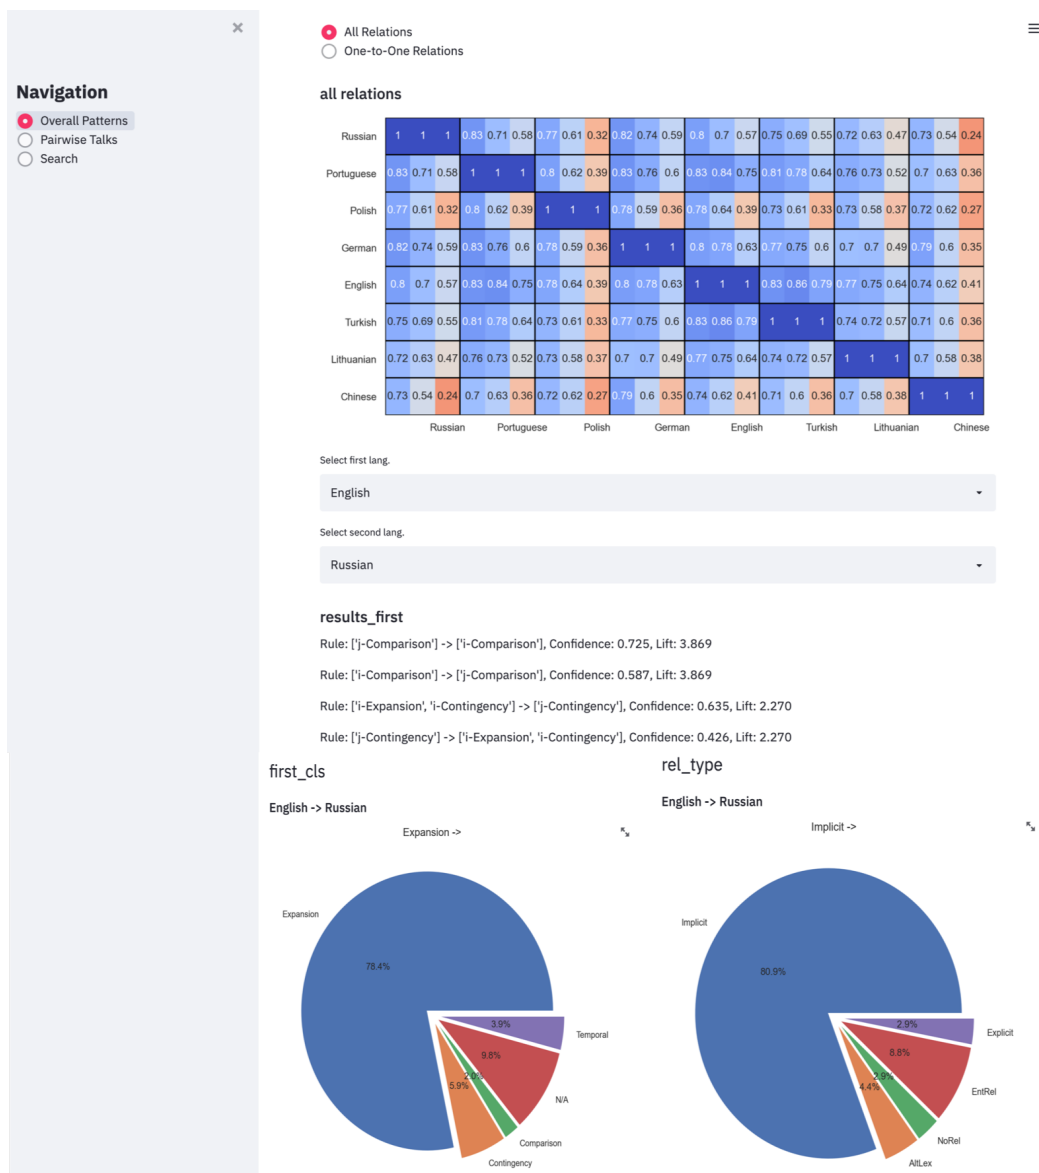 ×
Navigation
Overall Patterns
Pairwise Talks
Search
All Relations
One-to-One Relations
all relations
Russian 1 1 1 0.83 0.71 0.58 0.77 0.61 0.32 0.82 0.74 0.59 0.8 0.7 0.57 0.75 0.69 0.55 0.72 0.63 0.47 0.73 0.54 0.24
Portuguese 0.83 0.71 0.58 1 1 1 0.8 0.62 0.39 0.83 0.76 0.6 0.83 0.84 0.75 0.81 0.78 0.64 0.76 0.73 0.52 0.7 0.63 0.36
Polish 0.77 0.61 0.32 0.8 0.62 0.39 1 1 1 0.78 0.59 0.36 0.78 0.64 0.39 0.73 0.61 0.33 0.73 0.58 0.37 0.72 0.62 0.27
German 0.82 0.74 0.59 0.83 0.76 0.6 0.78 0.59 0.36 1 1 1 0.8 0.78 0.63 0.77 0.75 0.6 0.7 0.7 0.49 0.79 0.6 0.35
English 0.8 0.7 0.57 0.83 0.84 0.75 0.78 0.64 0.39 0.8 0.78 0.63 1 1 1 0.83 0.86 0.79 0.77 0.75 0.64 0.74 0.62 0.41
Turkish 0.75 0.69 0.55 0.81 0.78 0.64 0.73 0.61 0.33 0.77 0.75 0.6 0.83 0.86 0.79 1 1 1 0.74 0.72 0.57 0.71 0.6 0.36
Lithuanian 0.72 0.63 0.47 0.76 0.73 0.52 0.73 0.58 0.37 0.7 0.7 0.49 0.77 0.75 0.64 0.74 0.72 0.57 1 1 1 0.7 0.58 0.38
Chinese 0.73 0.54 0.24 0.7 0.63 0.36 0.72 0.62 0.27 0.79 0.6 0.35 0.74 0.62 0.41 0.71 0.6 0.36 0.7 0.58 0.38 1 1 1
Russian Portuguese Polish German English Turkish Lithuanian Chinese
Select first lang.
English
Select second lang.
Russian
results_first
Rule: ['j-Comparison'] -> ['i-Comparison'], Confidence: 0.725, Lift: 3.869
Rule: ['i-Comparison'] -> ['j-Comparison'], Confidence: 0.587, Lift: 3.869
Rule: ['i-Expansion', 'i-Contingency'] -> ['j-Contingency'], Confidence: 0.635, Lift: 2.270
Rule: ['j-Contingency'] -> ['i-Expansion', 'i-Contingency'], Confidence: 0.426, Lift: 2.270
first_cls
English -> Russian
Expansion ->
Expansion
78.4%
3.9%
Temporal
9.8%
2.0%
5.9%
N/A
Comparison
Contingency
rel_type
English -> Russian
Implicit ->
Implicit
80.9%
2.9%
Explicit
8.8%
2.9%
4.4%
EntRel
NoRel
AltLex